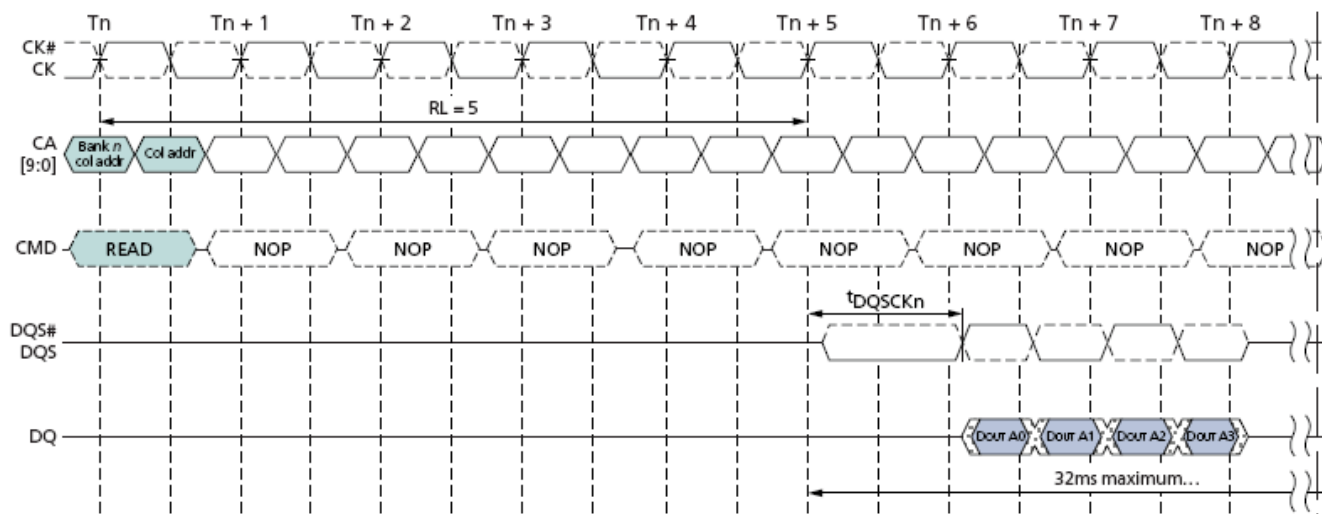 Tn Tn + 1 Tn + 2 Tn + 3 Tn + 4 Tn + 5 Tn + 6 Tn + 7 Tn + 8
CK#
CK
RL = 5
CA
[9:0]
Bank n
col addr
Col addr
CMD READ NOP NOP NOP NOP NOP NOP NOP NOP
tDQSCKn
DQS#
DQS
DQ DOUT A0 DOUT A1 DOUT A2 DOUT A3
32ms maximum…